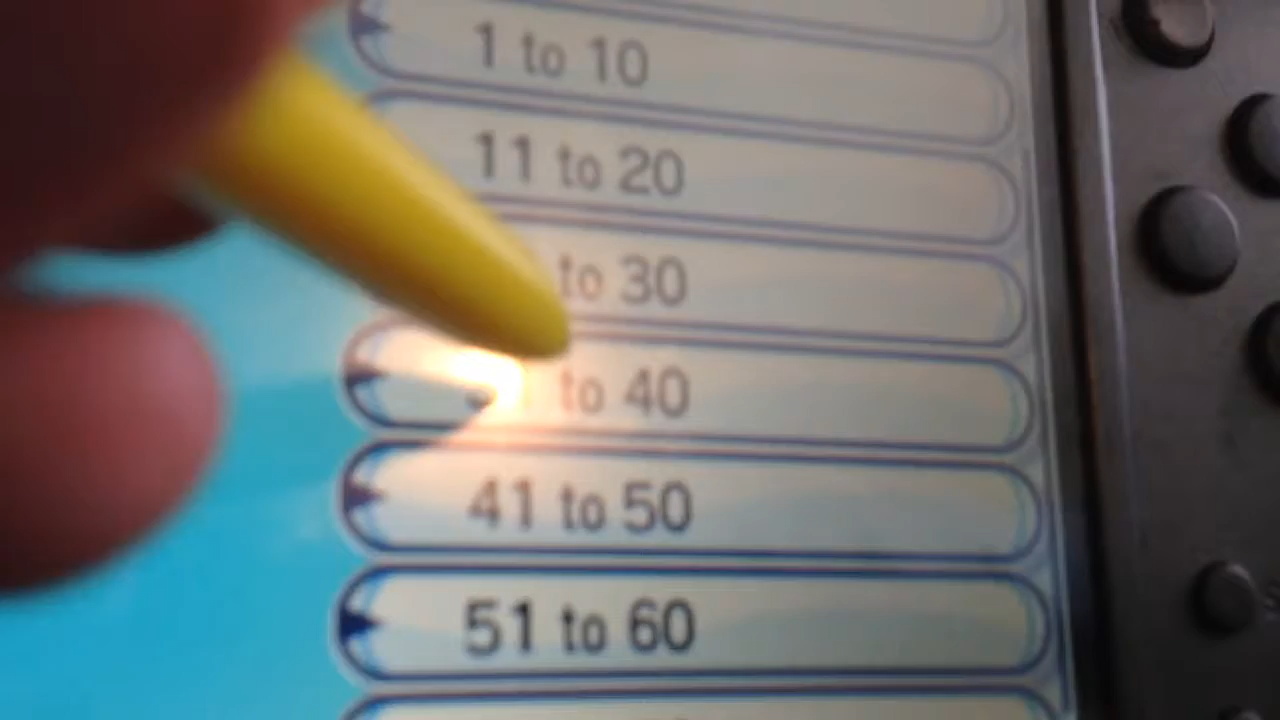 1 to 10
11 to 20
to 30
to 40
41 to 50
51 to 60